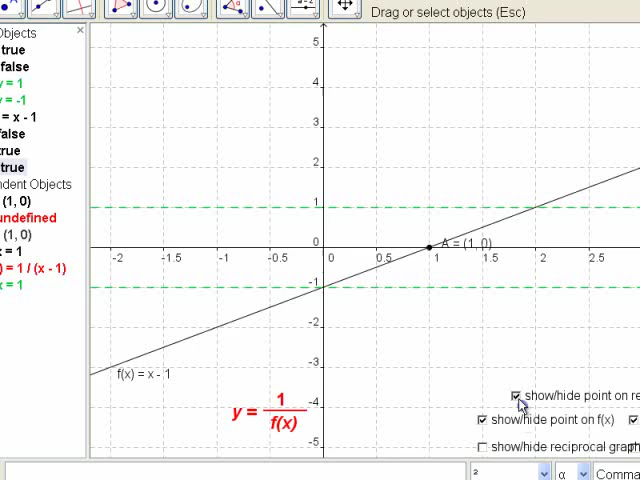 Drag or select objects (Esc)
Objects
true
false
y = 1
y = -1
= x - 1
false
true
true
ndent Objects
(1, 0)
undefined
(1, 0)
x = 1
) = 1 / (x - 1)
x = 1
5
4
3
2
1
0
-1
-2
-3
-4
-5
-2 -1.5 -1 -0.5 0 0.5 1 1.5 2 2.5
A = (1, 0)
f(x) = x - 1
y = 1 / f(x)
show/hide point on re
show/hide point on f(x)
show/hide reciprocal graph
² α Comma